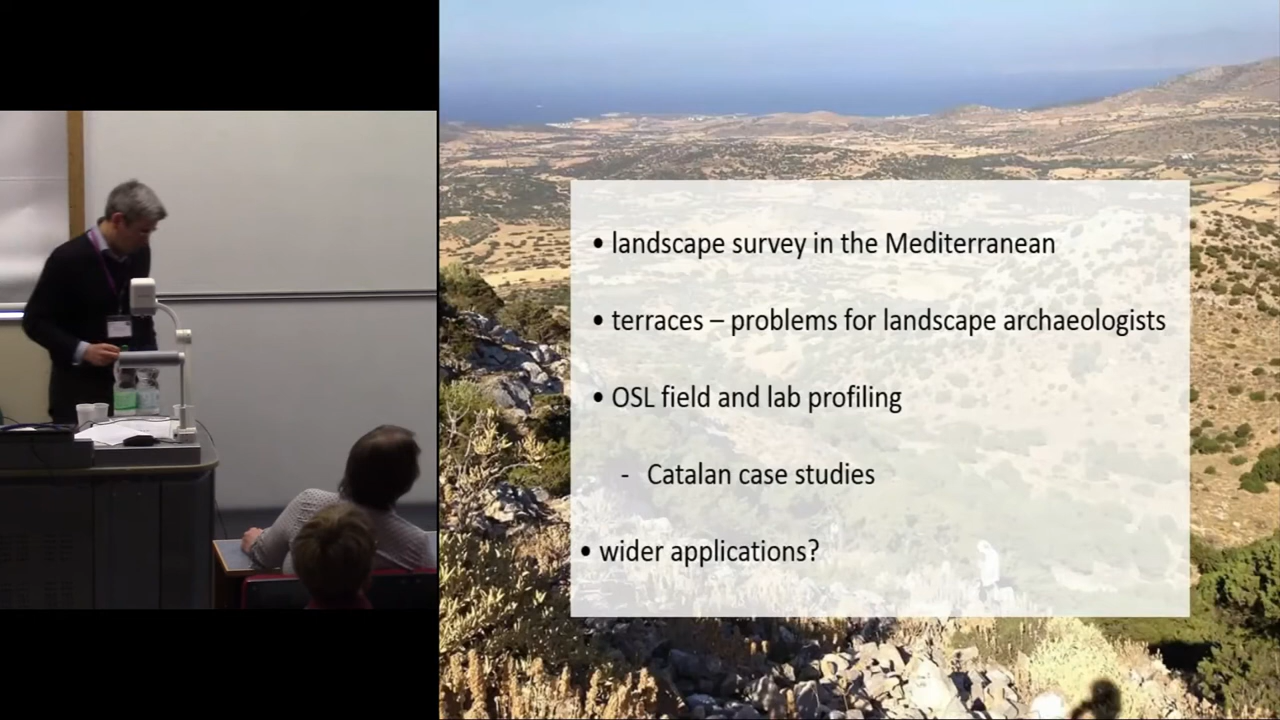 • landscape survey in the Mediterranean
• terraces – problems for landscape archaeologists
• OSL field and lab profiling
- Catalan case studies
• wider applications?